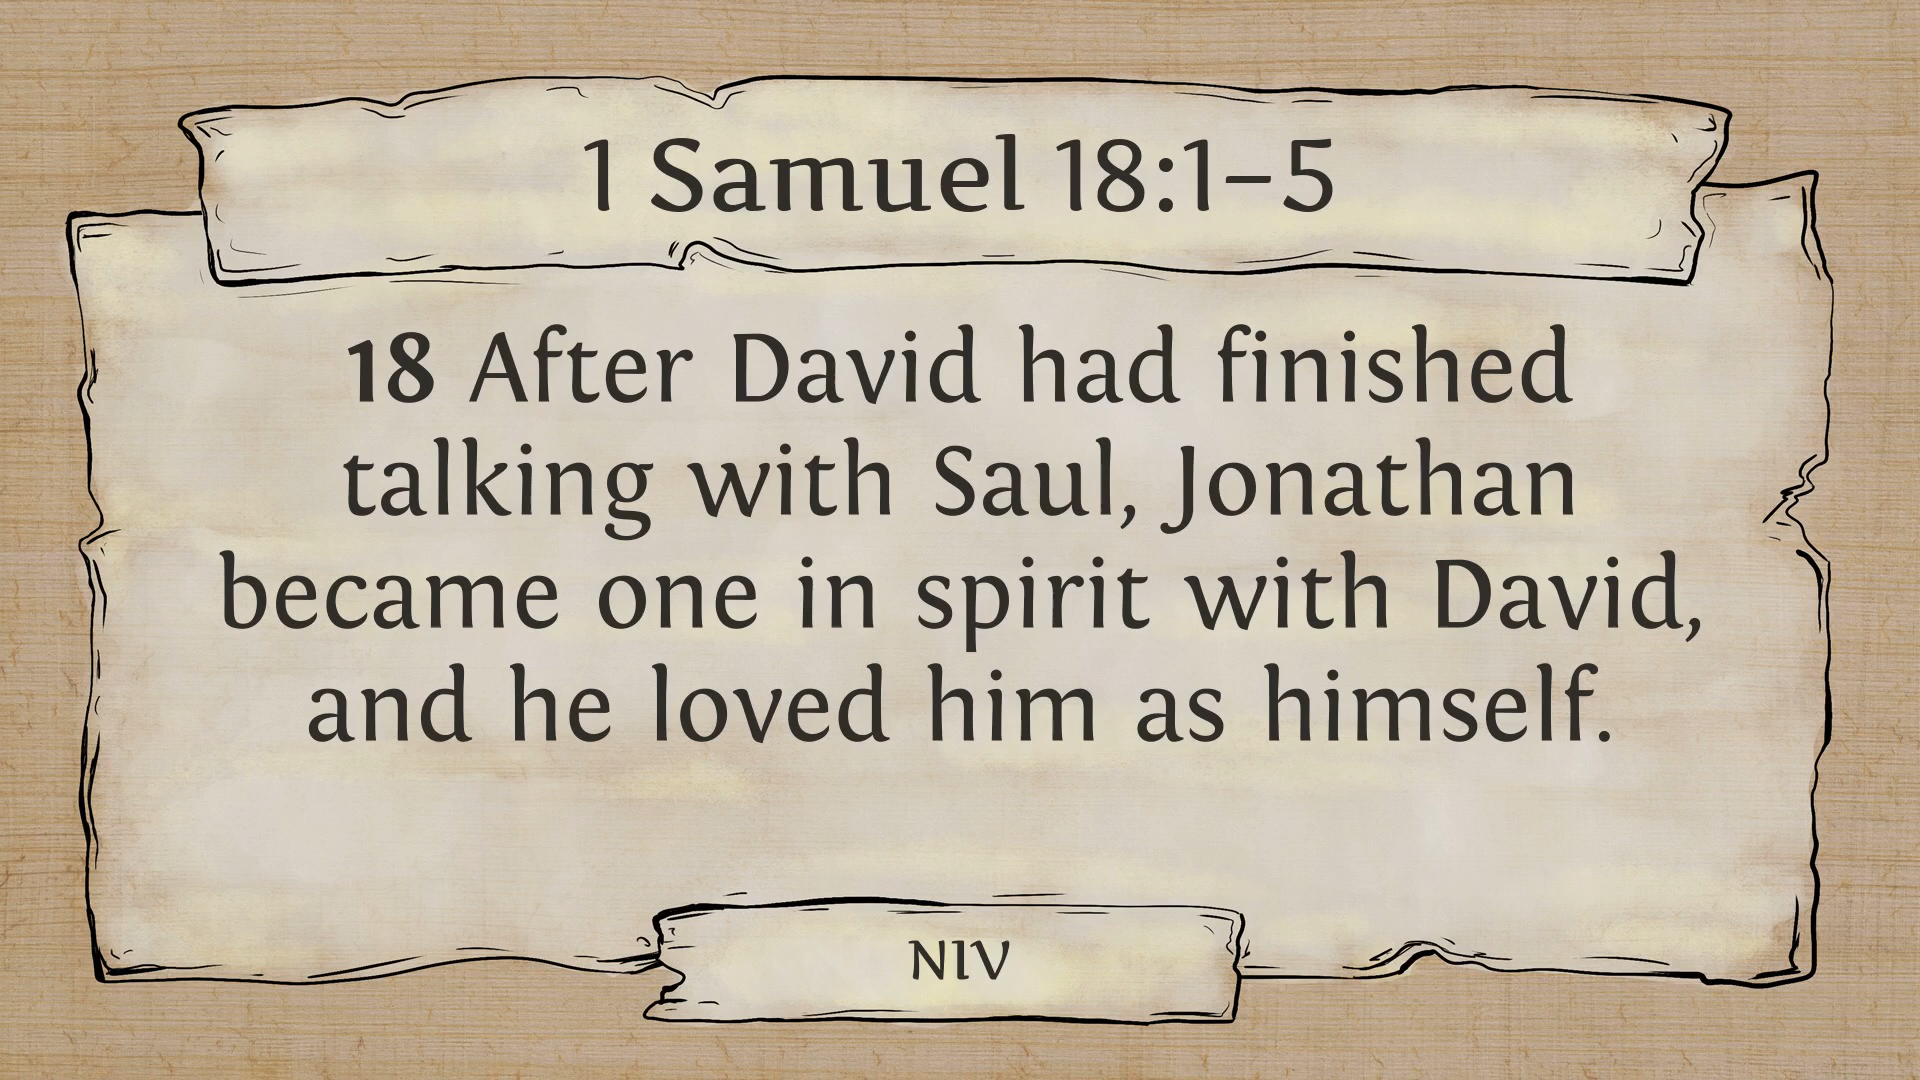 1 Samuel 18:1–5
18 After David had finished
talking with Saul, Jonathan
became one in spirit with David,
and he loved him as himself.
NIV